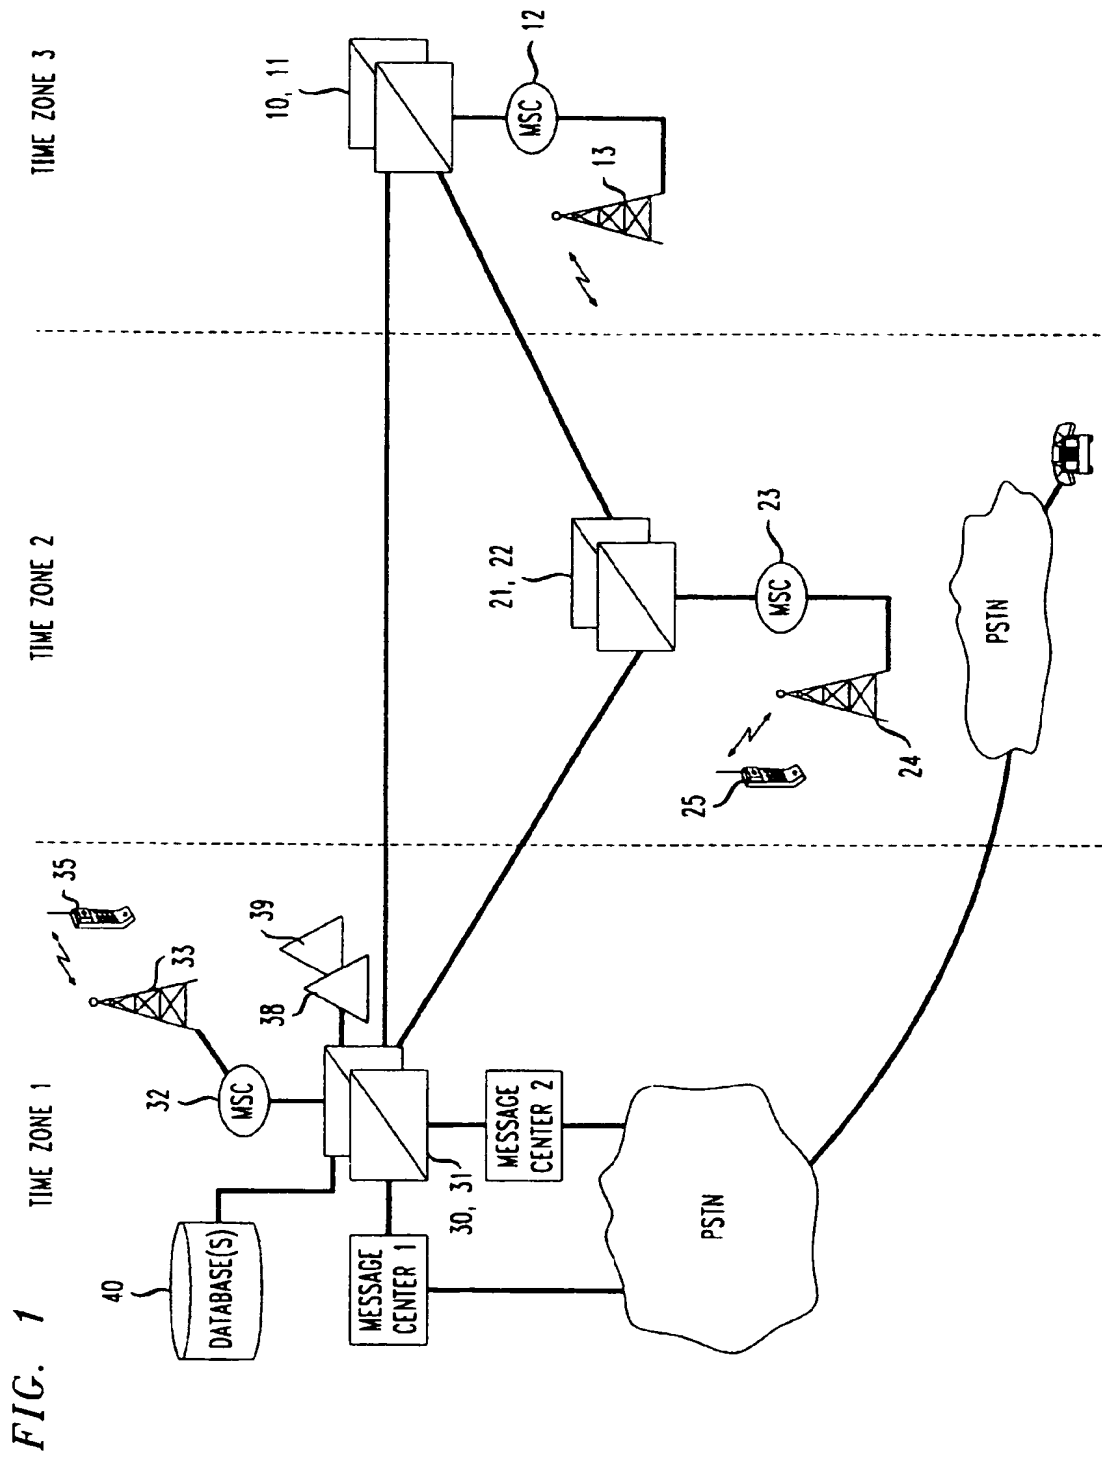 FIG. 1
TIME ZONE 1
TIME ZONE 2
TIME ZONE 3
40
DATABASE(S)
32
MSC
33
35
38
39
30, 31
MESSAGE
CENTER 1
MESSAGE
CENTER 2
PSTN
21, 22
MSC
23
24
25
PSTN
10, 11
MSC
12
13